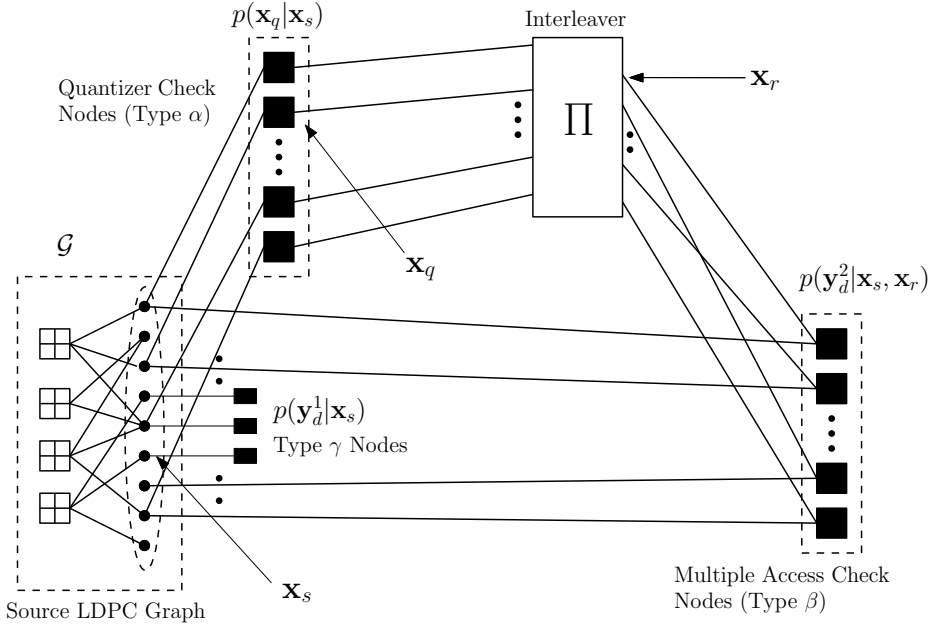 p(𝐱_q|𝐱_s)
Interleaver
Quantizer Check
Nodes (Type α)
∏
𝐱_r
𝐱_q
𝒢
p(𝐲_d^2|𝐱_s, 𝐱_r)
p(𝐲_d^1|𝐱_s)
Type γ Nodes
𝐱_s
Source LDPC Graph
Multiple Access Check
Nodes (Type β)